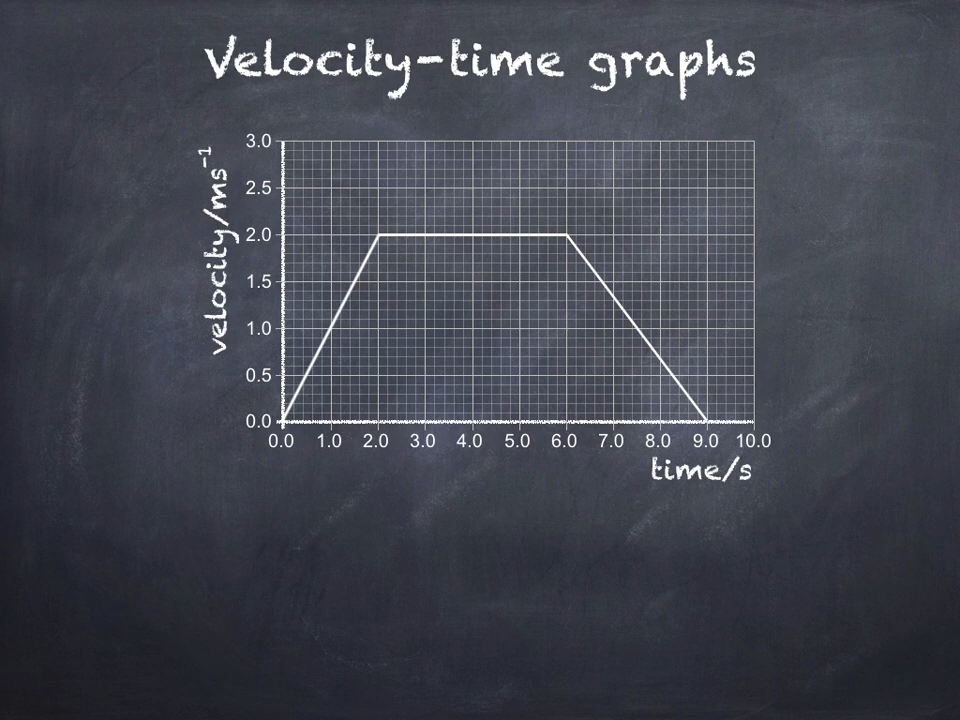 Velocity-time graphs
velocity/ms⁻¹
3.0
2.5
2.0
1.5
1.0
0.5
0.0
0.0 1.0 2.0 3.0 4.0 5.0 6.0 7.0 8.0 9.0 10.0
time/s